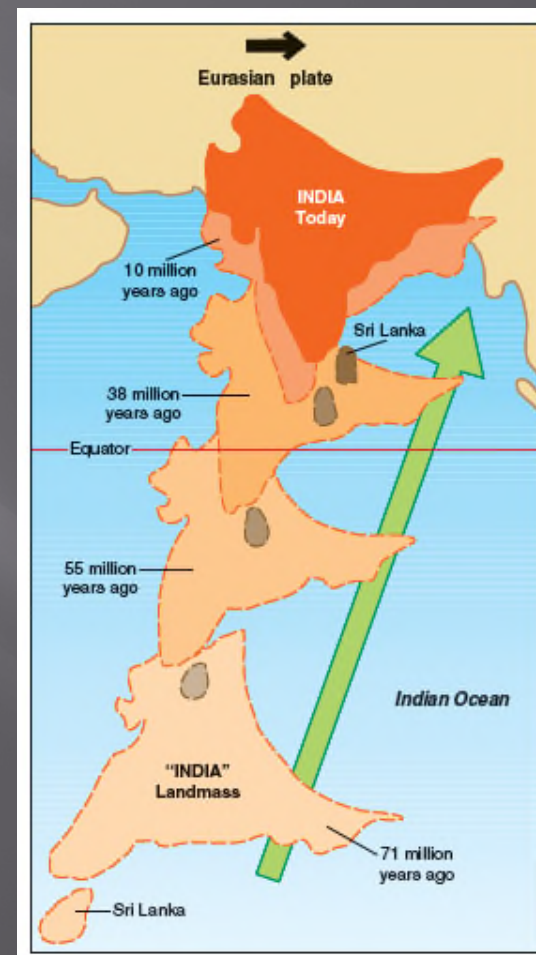 Eurasian plate
INDIA
Today
10 million
years ago
Sri Lanka
38 million
years ago
Equator
55 million
years ago
Indian Ocean
"INDIA"
Landmass
71 million
years ago
Sri Lanka